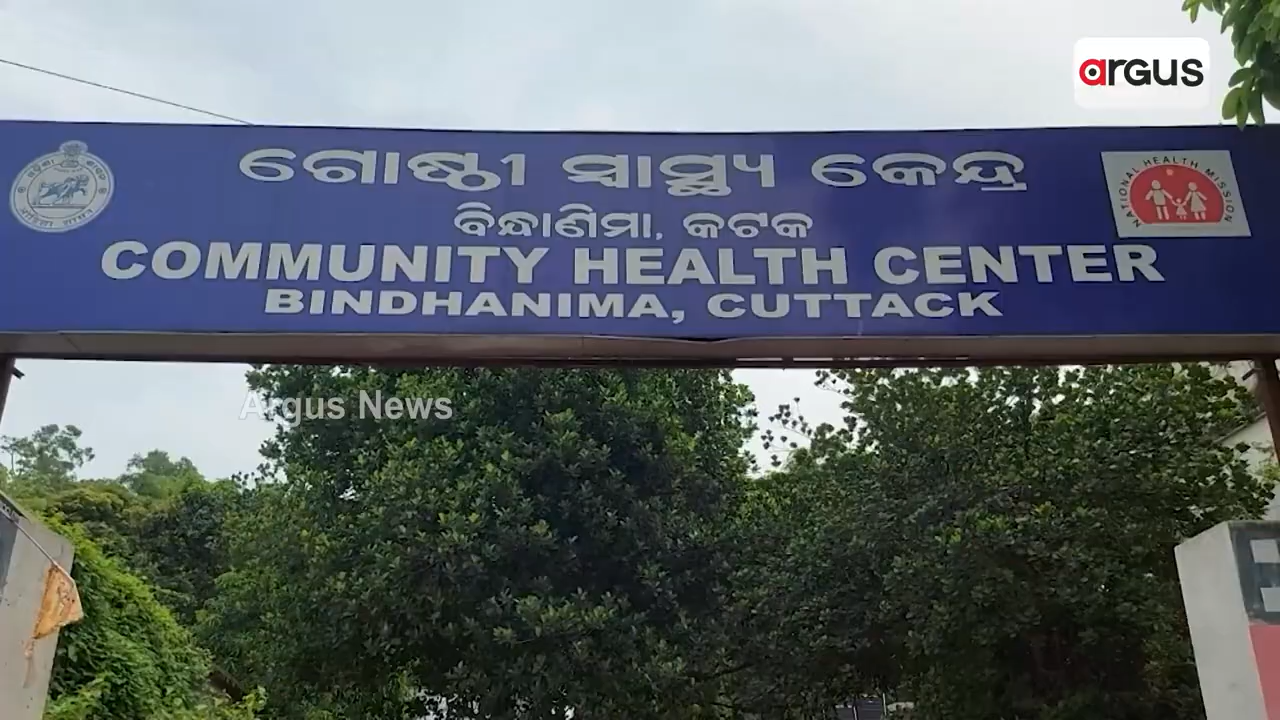 argus
ଗୋଷ୍ଠୀ ସ୍ୱାସ୍ଥ୍ୟ କେନ୍ଦ୍ର
ବିନ୍ଧାଣିମା, କଟକ
COMMUNITY HEALTH CENTER
BINDHANIMA, CUTTACK
NATIONAL HEALTH MISSION
Argus News